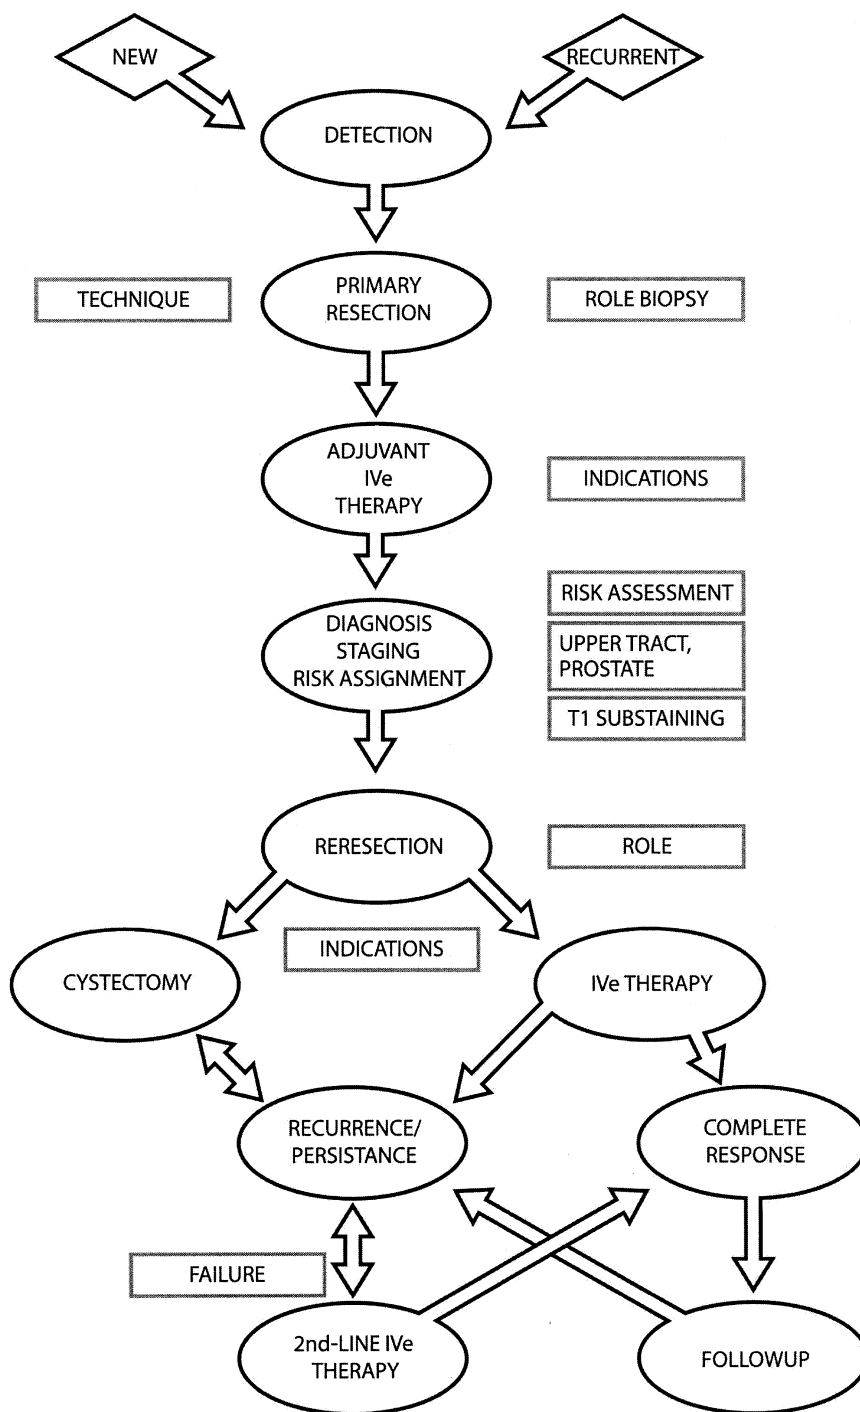 NEW
RECURRENT
DETECTION
TECHNIQUE
PRIMARY
RESECTION
ROLE BIOPSY
ADJUVANT
IVe
THERAPY
INDICATIONS
RISK ASSESSMENT
DIAGNOSIS
STAGING
RISK ASSIGNMENT
UPPER TRACT,
PROSTATE
T1 SUBSTAINING
RERESECTION
ROLE
INDICATIONS
CYSTECTOMY
IVe THERAPY
RECURRENCE/
PERSISTANCE
COMPLETE
RESPONSE
FAILURE
2nd-LINE IVe
THERAPY
FOLLOWUP